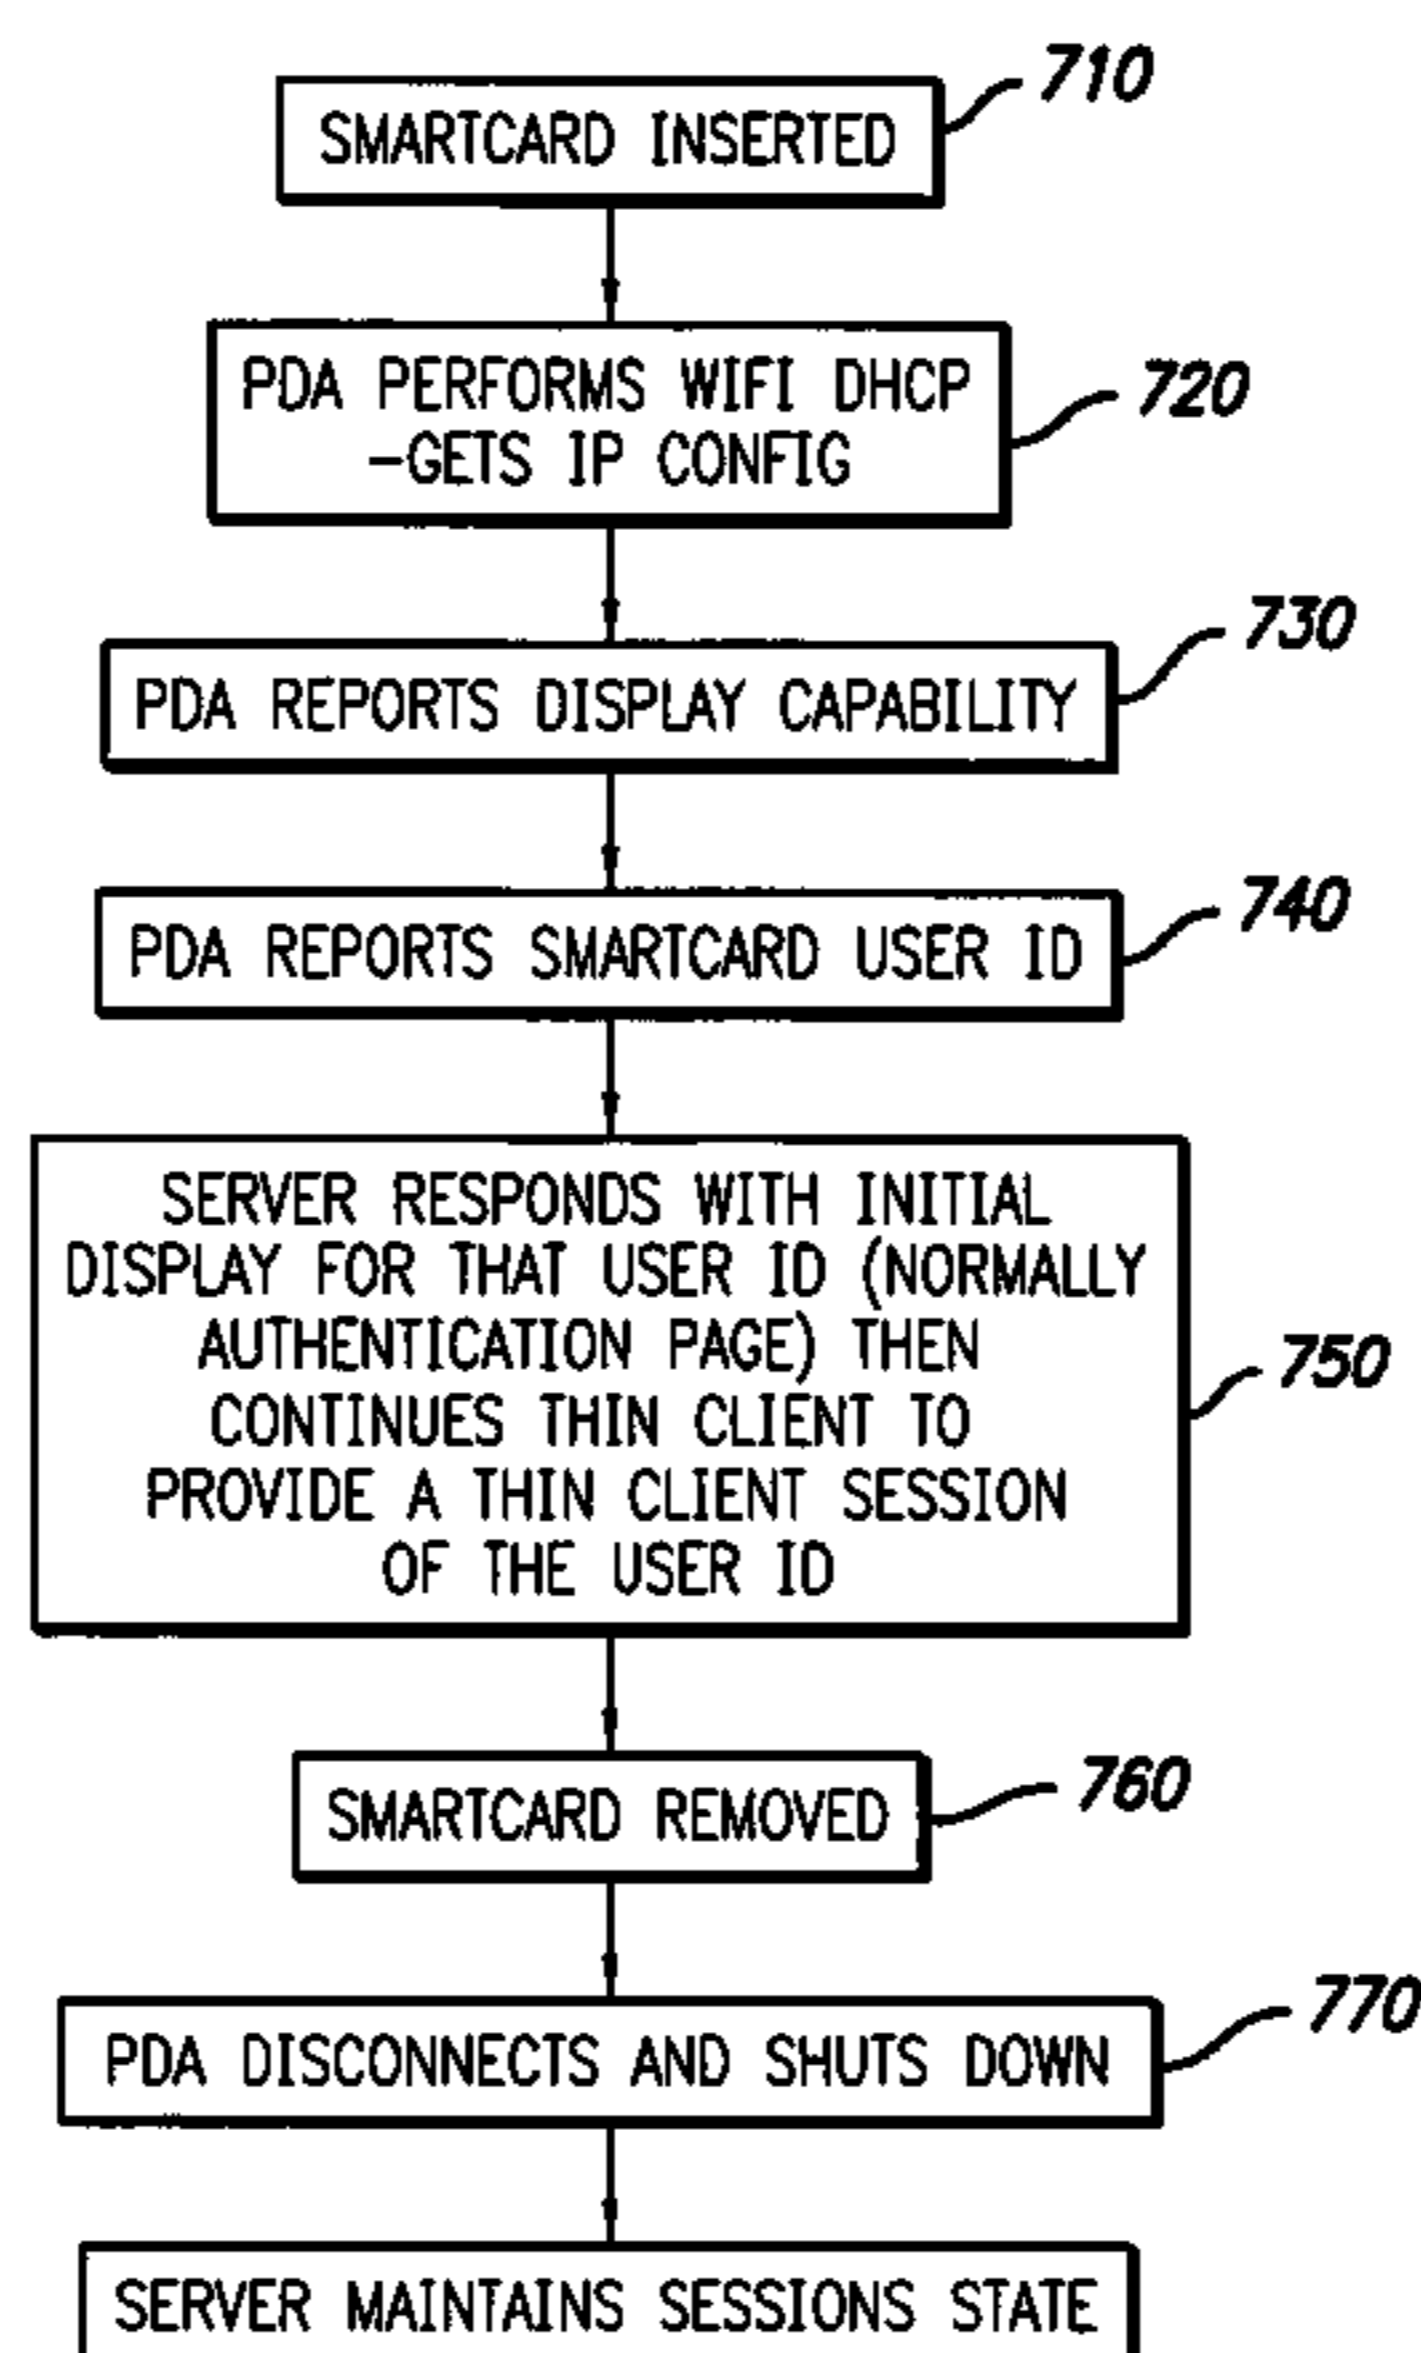 710
SMARTCARD INSERTED
PDA PERFORMS WIFI DHCP
-GETS IP CONFIG
720
730
PDA REPORTS DISPLAY CAPABILITY
740
PDA REPORTS SMARTCARD USER ID
SERVER RESPONDS WITH INITIAL
DISPLAY FOR THAT USER ID (NORMALLY
AUTHENTICATION PAGE) THEN
CONTINUES THIN CLIENT TO
PROVIDE A THIN CLIENT SESSION
OF THE USER ID
750
760
SMARTCARD REMOVED
770
PDA DISCONNECTS AND SHUTS DOWN
SERVER MAINTAINS SESSIONS STATE